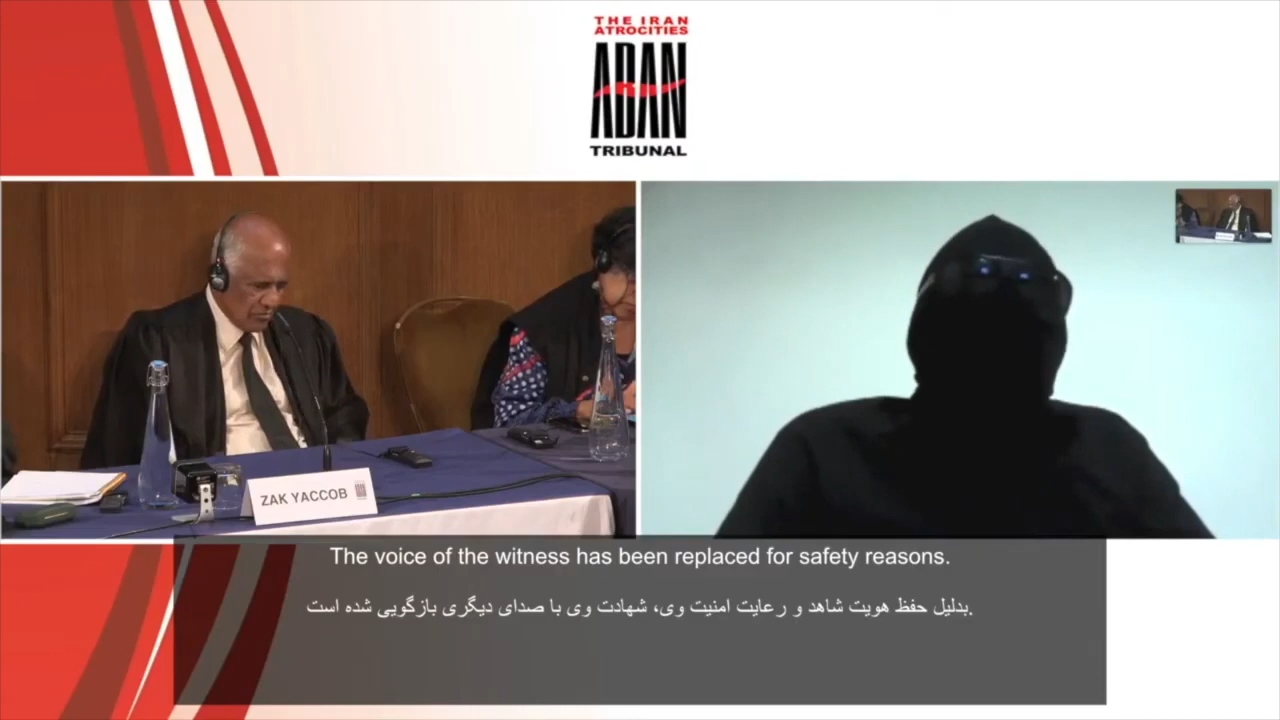 THE IRAN
ATROCITIES
ABAN
TRIBUNAL
ZAK YACCOB
The voice of the witness has been replaced for safety reasons.
بدلیل حفظ هویت شاهد و رعایت امنیت وی، شهادت وی با صدای دیگری بازگویی شده است.